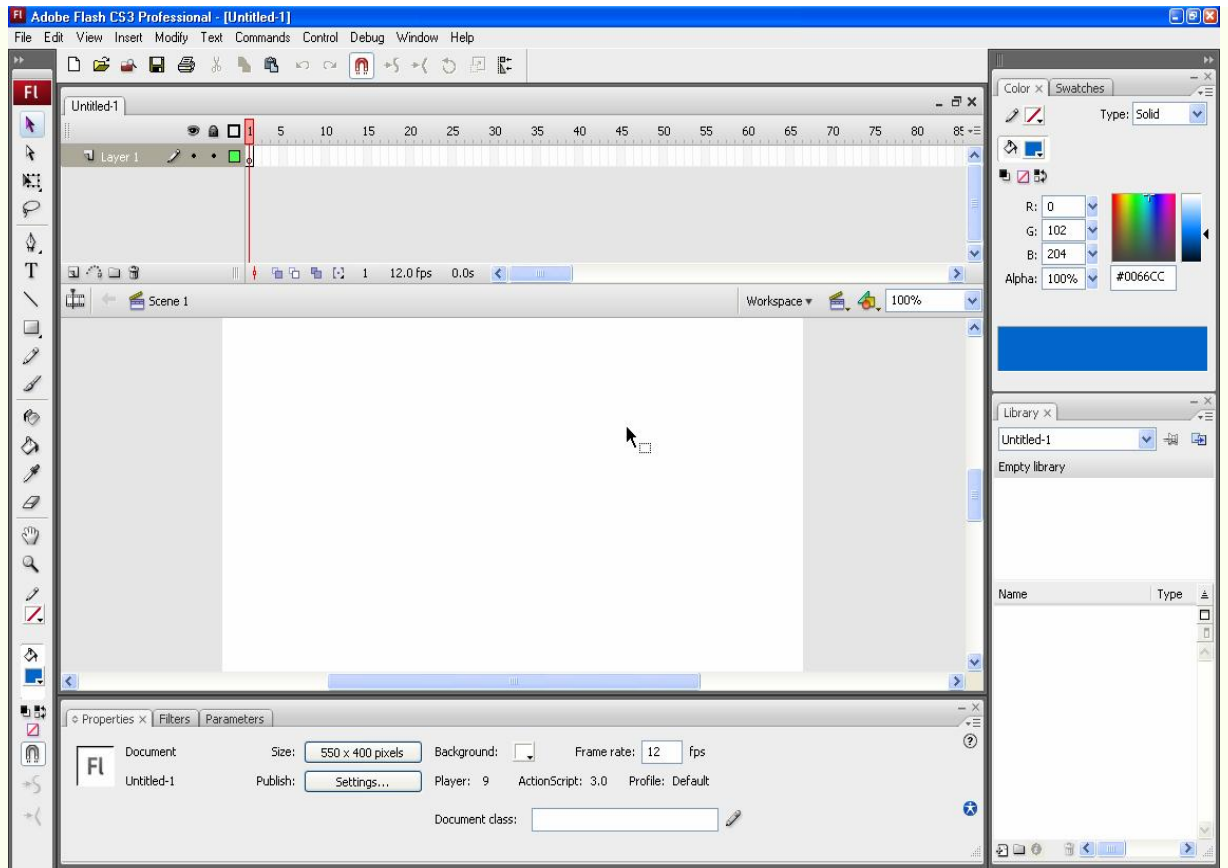 Fl Adobe Flash CS3 Professional - [Untitled-1]
File Edit View Insert Modify Text Commands Control Debug Window Help
Fl
Untitled-1
1 5 10 15 20 25 30 35 40 45 50 55 60 65 70 75 80 85
Layer 1
1 12.0 fps 0.0s
Scene 1 Workspace 100%
T
Color x Swatches
Type: Solid
R: 0
G: 102
B: 204
Alpha: 100% #0066CC
Library x
Untitled-1
Empty library
Name Type
Properties x Filters Parameters
Fl
Document Size: 550 x 400 pixels Background: Frame rate: 12 fps
Untitled-1 Publish: Settings... Player: 9 ActionScript: 3.0 Profile: Default
Document class: